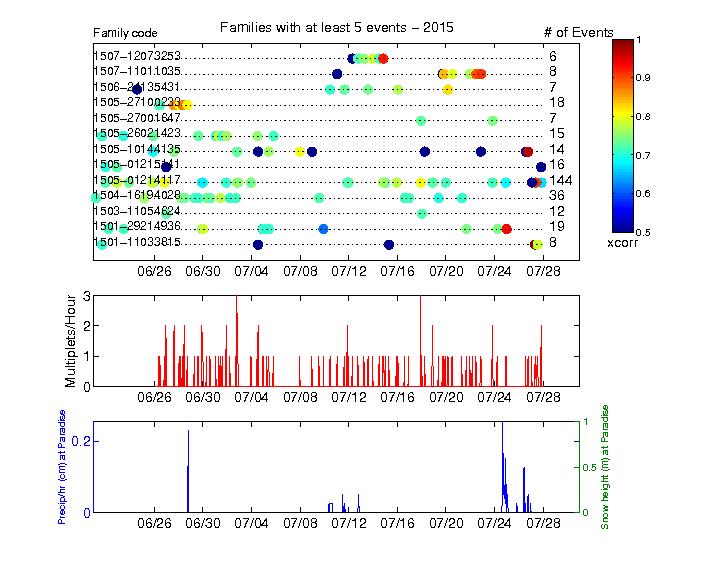 Families with at least 5 events − 2015
Family code
# of Events
1507−12073253 6
1507−11011035 8
1506−24135431 7
1505−27100233 18
1505−27001647 7
1505−26021423 15
1505−10144135 14
1505−01215141 16
1505−01214117 144
1504−16194028 36
1503−11054624 12
1501−29214936 19
1501−11033815 8
06/26 06/30 07/04 07/08 07/12 07/16 07/20 07/24 07/28
1
0.9
0.8
0.7
0.6
0.5
xcorr
Multiplets/Hour
3
2
1
0
06/26 06/30 07/04 07/08 07/12 07/16 07/20 07/24 07/28
Precip/hr (cm) at Paradise
0.2
0
1
0.5
0
Snow height (m) at Paradise
06/26 06/30 07/04 07/08 07/12 07/16 07/20 07/24 07/28